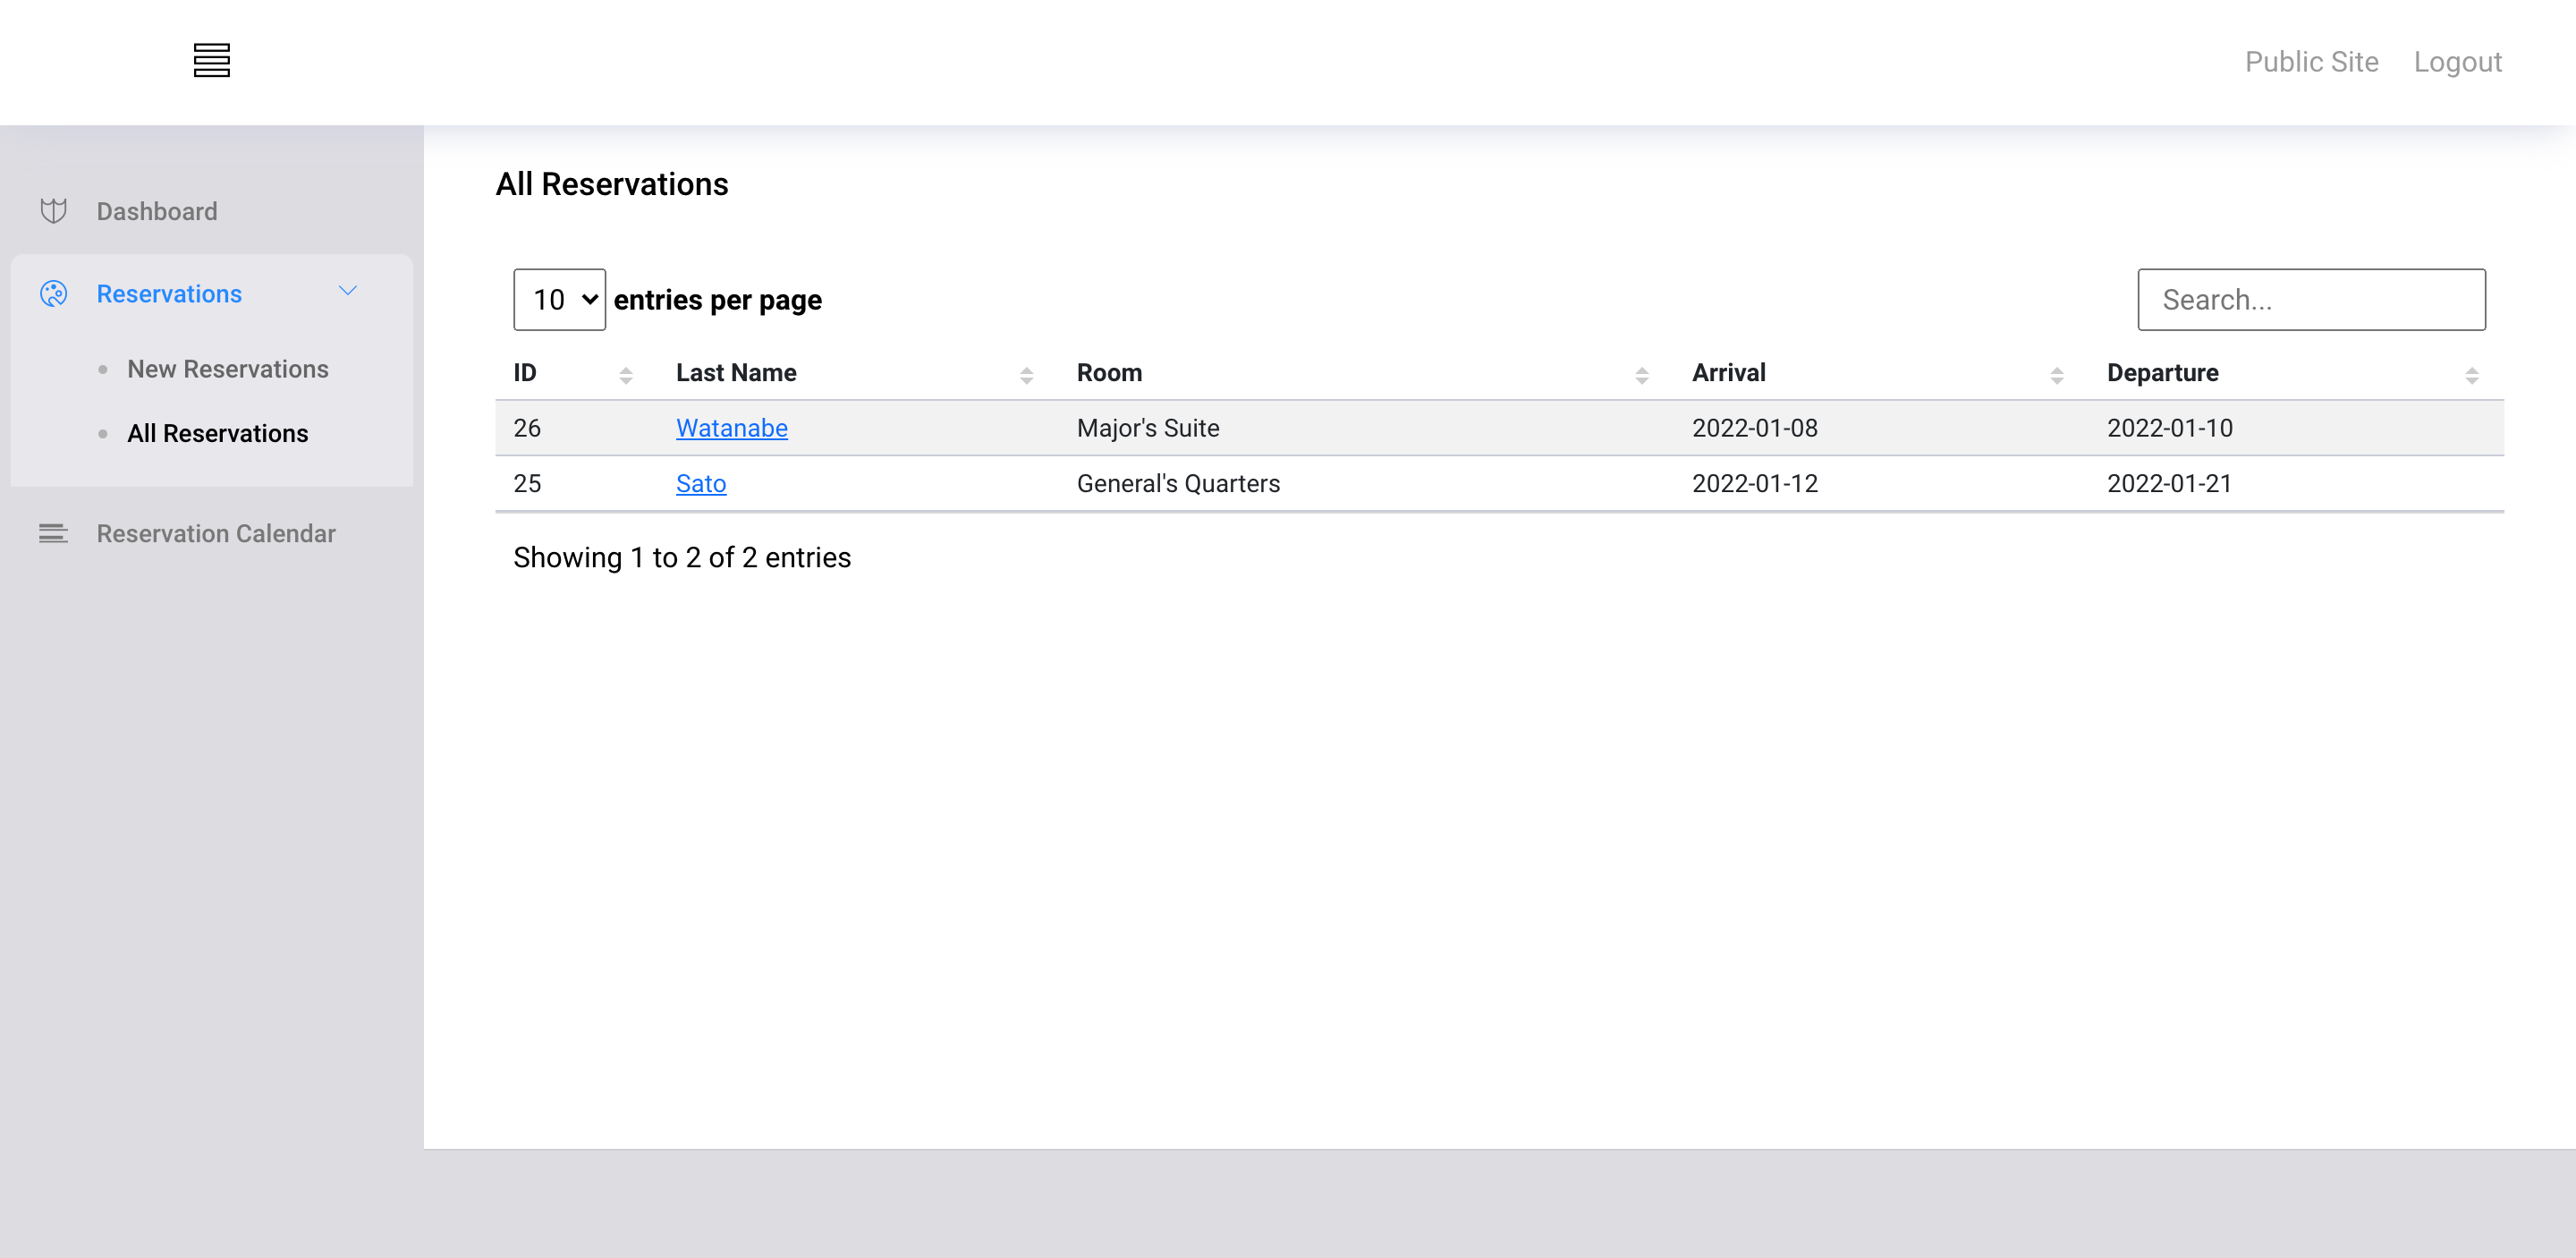 Public Site Logout
Dashboard
Reservations
New Reservations
All Reservations
Reservation Calendar
All Reservations
10 entries per page
Search...
ID Last Name Room Arrival Departure
26 Watanabe Major's Suite 2022-01-08 2022-01-10
25 Sato General's Quarters 2022-01-12 2022-01-21
Showing 1 to 2 of 2 entries